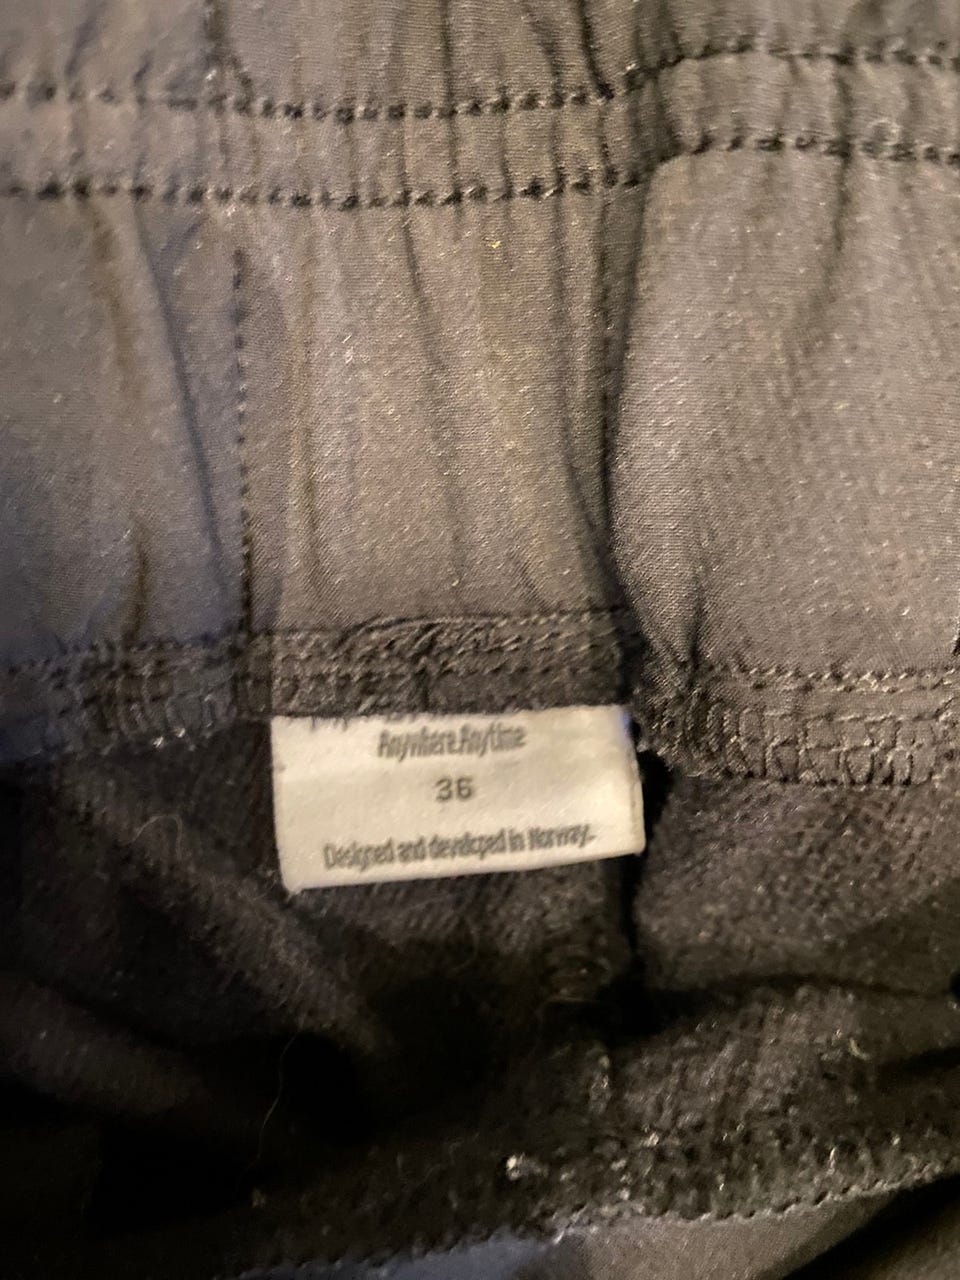 Anywhere.Anytime
36
Designed and developed in Norway.